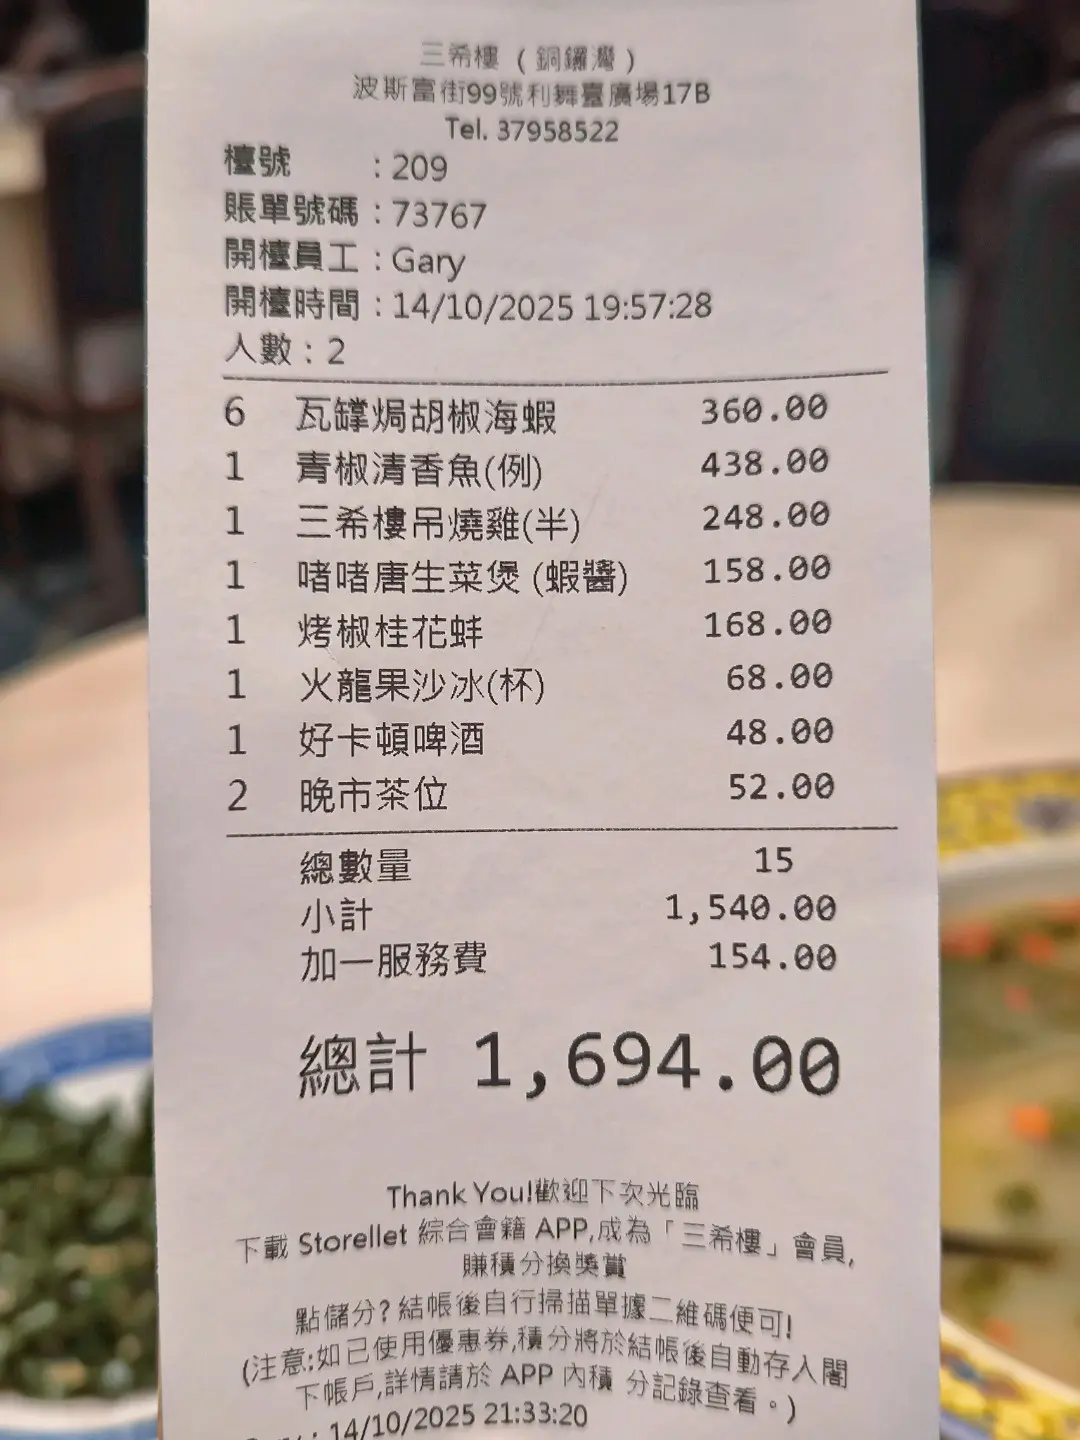 三希樓 （銅鑼灣）
波斯富街99號利舞臺廣場17B
Tel. 37958522
檯號 : 209
賬單號碼 : 73767
開檯員工 : Gary
開檯時間 : 14/10/2025 19:57:28
人數 : 2
6 瓦罉焗胡椒海蝦 360.00
1 青椒清香魚(例) 438.00
1 三希樓吊燒雞(半) 248.00
1 啫啫唐生菜煲 (蝦醬) 158.00
1 烤椒桂花蚌 168.00
1 火龍果沙冰(杯) 68.00
1 好卡頓啤酒 48.00
2 晚市茶位 52.00
總數量 15
小計 1,540.00
加一服務費 154.00
總計 1,694.00
Thank You!歡迎下次光臨
下載 Storellet 綜合會籍 APP,成為「三希樓」會員,
賺積分換獎賞
點儲分? 結帳後自行掃描單據二維碼便可!
(注意:如已使用優惠券,積分將於結帳後自動存入閣
下帳戶,詳情請於 APP 內積 分記錄查看。)
: 14/10/2025 21:33:20